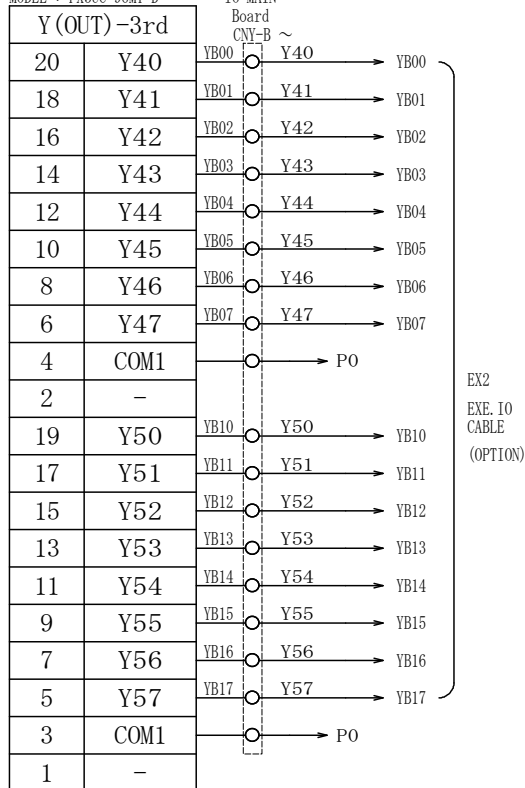 Y(OUT)-3rd
Board
CNY-B ~
20 Y40 YB00 Y40 YB00
18 Y41 YB01 Y41 YB01
16 Y42 YB02 Y42 YB02
14 Y43 YB03 Y43 YB03
12 Y44 YB04 Y44 YB04
10 Y45 YB05 Y45 YB05
8 Y46 YB06 Y46 YB06
6 Y47 YB07 Y47 YB07
4 COM1 P0
2 -
19 Y50 YB10 Y50 YB10
17 Y51 YB11 Y51 YB11
15 Y52 YB12 Y52 YB12
13 Y53 YB13 Y53 YB13
11 Y54 YB14 Y54 YB14
9 Y55 YB15 Y55 YB15
7 Y56 YB16 Y56 YB16
5 Y57 YB17 Y57 YB17
3 COM1 P0
1 -
EX2
EXE.IO
CABLE
(OPTION)